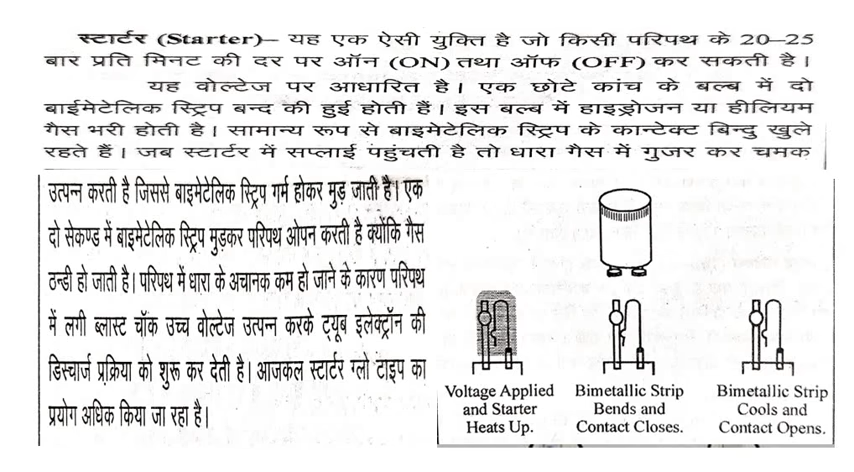 स्टार्टर (Starter)– यह एक ऐसी युक्ति है जो किसी परिपथ के 20–25
बार प्रति मिनट की दर पर ऑन (ON) तथा ऑफ (OFF) कर सकती है।
यह वोल्टेज पर आधारित है। एक छोटे कांच के बल्ब में दो
बाईमेटेलिक स्ट्रिप बन्द की हुई होती हैं। इस बल्ब में हाइड्रोजन या हीलियम
गैस भरी होती है। सामान्य रूप से बाइमेटेलिक स्ट्रिप के कान्टेक्ट बिन्दु खुले
रहते हैं। जब स्टार्टर में सप्लाई पहुंचती है तो धारा गैस में गुजर कर चमक
उत्पन्न करती है जिससे बाइमेटेलिक स्ट्रिप गर्म होकर मुड जाती है। एक
दो सेकण्ड में बाइमेटेलिक स्ट्रिप मुड़कर परिपथ ओपन करती है क्योंकि गैस
ठन्डी हो जाती है। परिपथ में धारा के अचानक कम हो जाने के कारण परिपथ
में लगी ब्लास्ट चॉक उच्च वोल्टेज उत्पन्न करके ट्यूब इलेक्ट्रॉन की
डिस्चार्ज प्रक्रिया को शुरू कर देती है। आजकल स्टार्टर ग्लो टाइप का
प्रयोग अधिक किया जा रहा है।
Voltage Applied
and Starter
Heats Up.
Bimetallic Strip
Bends and
Contact Closes.
Bimetallic Strip
Cools and
Contact Opens.